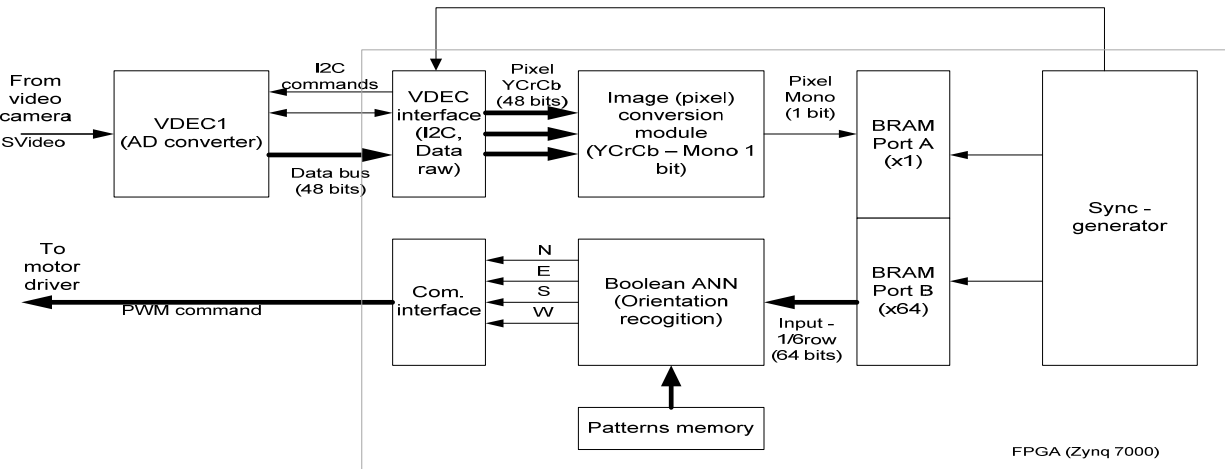 From
video
camera
SVideo
VDEC1
(AD converter)
I2C
commands
Data bus
(48 bits)
VDEC
interface
(I2C,
Data
raw)
Pixel
YCrCb
(48 bits)
Image (pixel)
conversion
module
(YCrCb – Mono 1
bit)
Pixel
Mono
(1 bit)
BRAM
Port A
(x1)
Sync -
generator
To
motor
driver
PWM command
Com.
interface
N
E
S
W
Boolean ANN
(Orientation
recogition)
Input -
1/6row
(64 bits)
BRAM
Port B
(x64)
Patterns memory
FPGA (Zynq 7000)